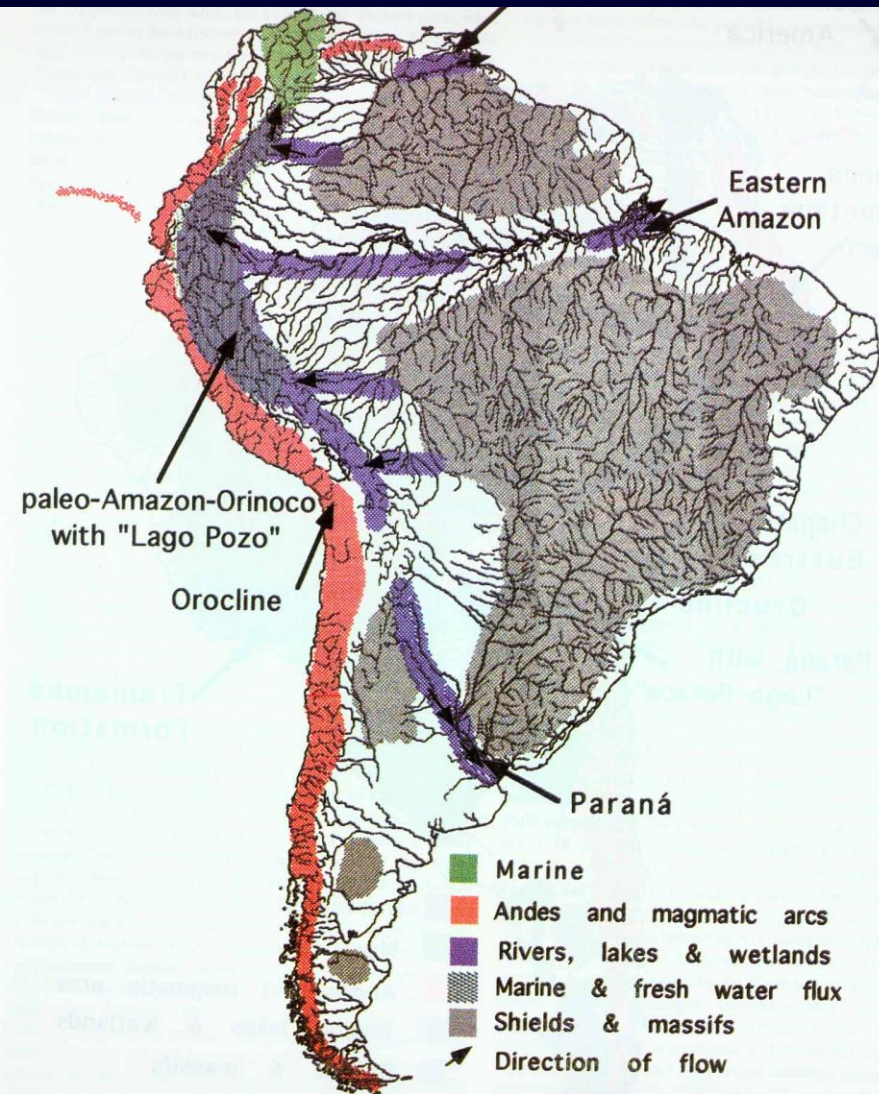 America
Eastern
Amazon
paleo-Amazon-Orinoco
with "Lago Pozo"
Orocline
Paraná
Marine
Andes and magmatic arcs
Rivers, lakes & wetlands
Marine & fresh water flux
Shields & massifs
Direction of flow